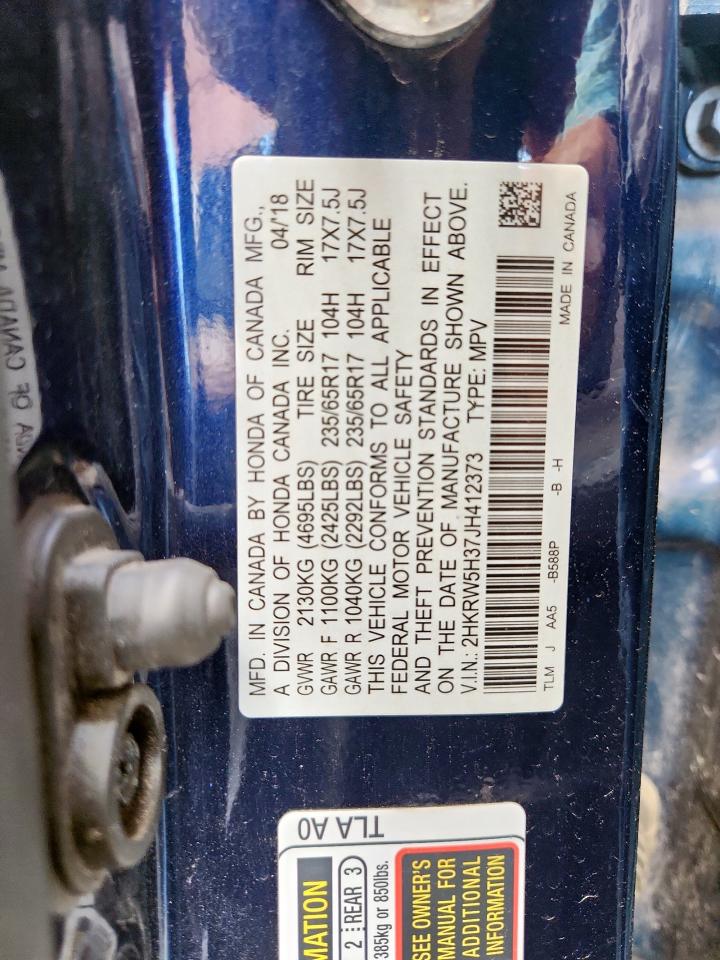 MFD. IN CANADA BY HONDA OF CANADA MFG.,
A DIVISION OF HONDA CANADA INC. 04/18
GVWR 2130KG (4695LBS) TIRE SIZE RIM SIZE
GAWR F 1100KG (2425LBS) 235/65R17 104H 17X7.5J
GAWR R 1040KG (2292LBS) 235/65R17 104H 17X7.5J
THIS VEHICLE CONFORMS TO ALL APPLICABLE
FEDERAL MOTOR VEHICLE SAFETY
AND THEFT PREVENTION STANDARDS IN EFFECT
ON THE DATE OF MANUFACTURE SHOWN ABOVE.
V.I.N.: 2HKRW5H37JH412373 TYPE: MPV
TLM J AA5 -B588P -B -H MADE IN CANADA
TLA A0
2 REAR 3
385kg or 850lbs.
SEE OWNER'S
MANUAL FOR
ADDITIONAL
INFORMATION